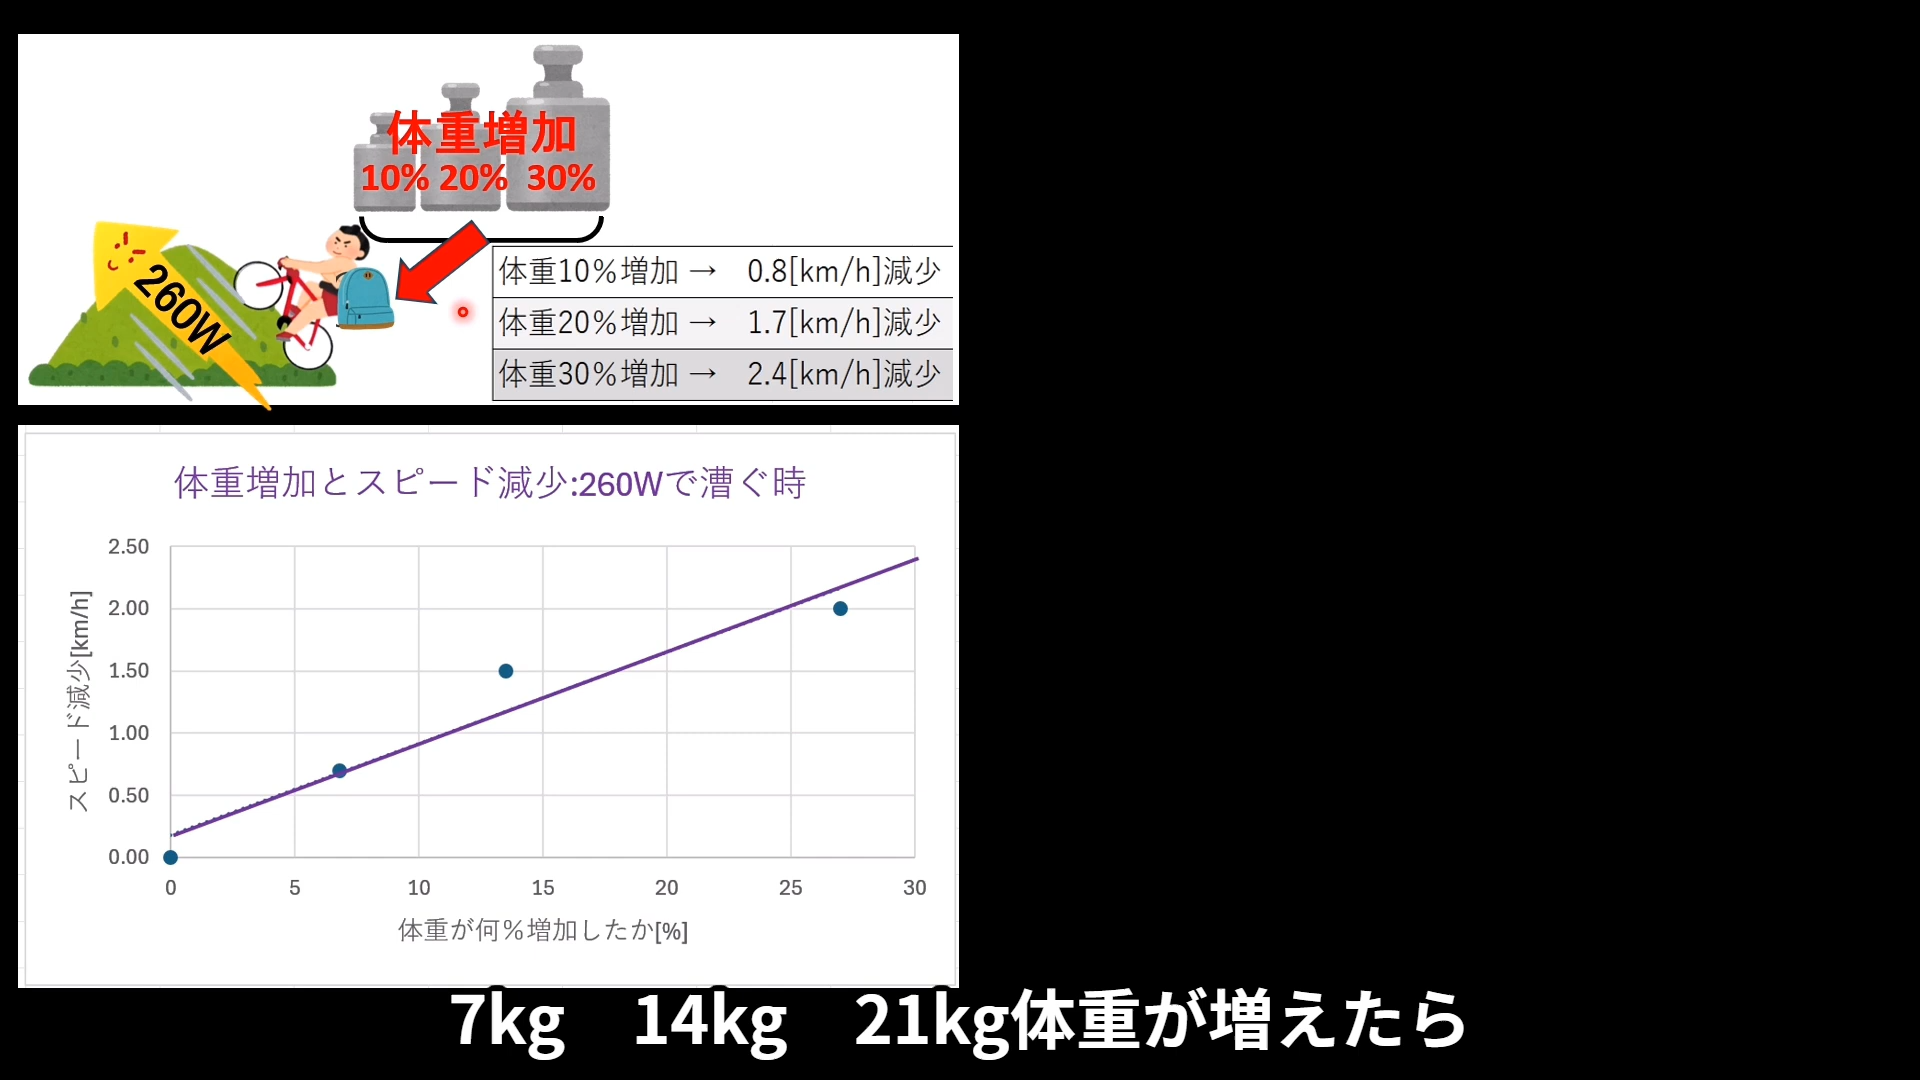 体重増加
10% 20% 30%
260W
体重10％増加 → 0.8[km/h]減少
体重20％増加 → 1.7[km/h]減少
体重30％増加 → 2.4[km/h]減少
体重増加とスピード減少:260Wで漕ぐ時
スピード減少[km/h]
2.50
2.00
1.50
1.00
0.50
0.00
0 5 10 15 20 25 30
体重が何％増加したか[%]
7kg　14kg　21kg体重が増えたら